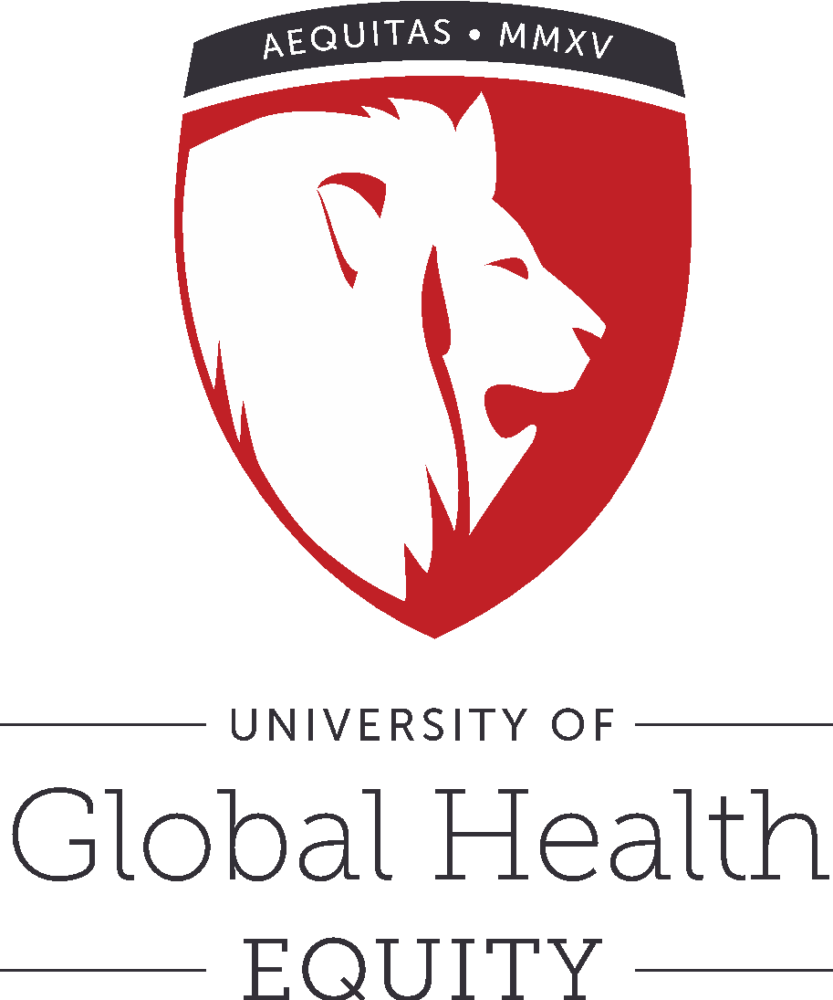 AEQUITAS • MMXV
UNIVERSITY OF
Global Health
EQUITY